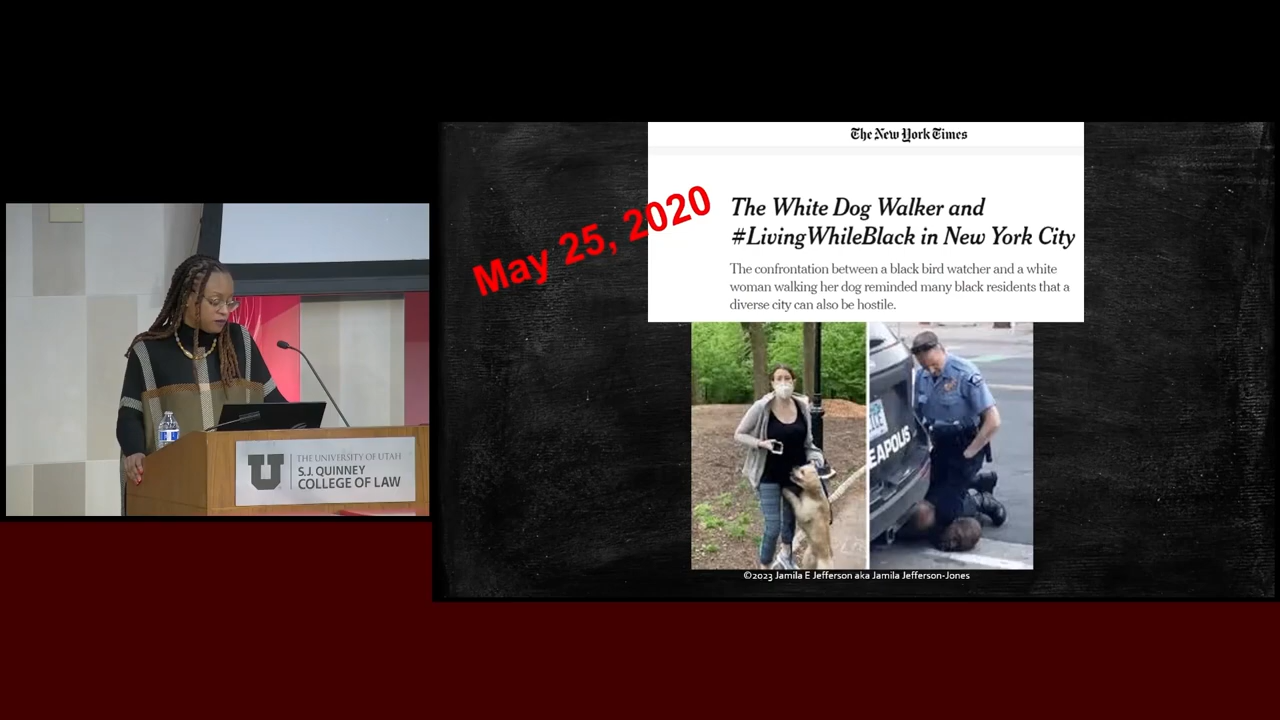 The New York Times
May 25, 2020
The White Dog Walker and
#LivingWhileBlack in New York City
The confrontation between a black bird watcher and a white
woman walking her dog reminded many black residents that a
diverse city can also be hostile.
EAPOLIS
©2023 Jamila E Jefferson aka Jamila Jefferson-Jones
U
THE UNIVERSITY OF UTAH
S.J. QUINNEY
COLLEGE OF LAW